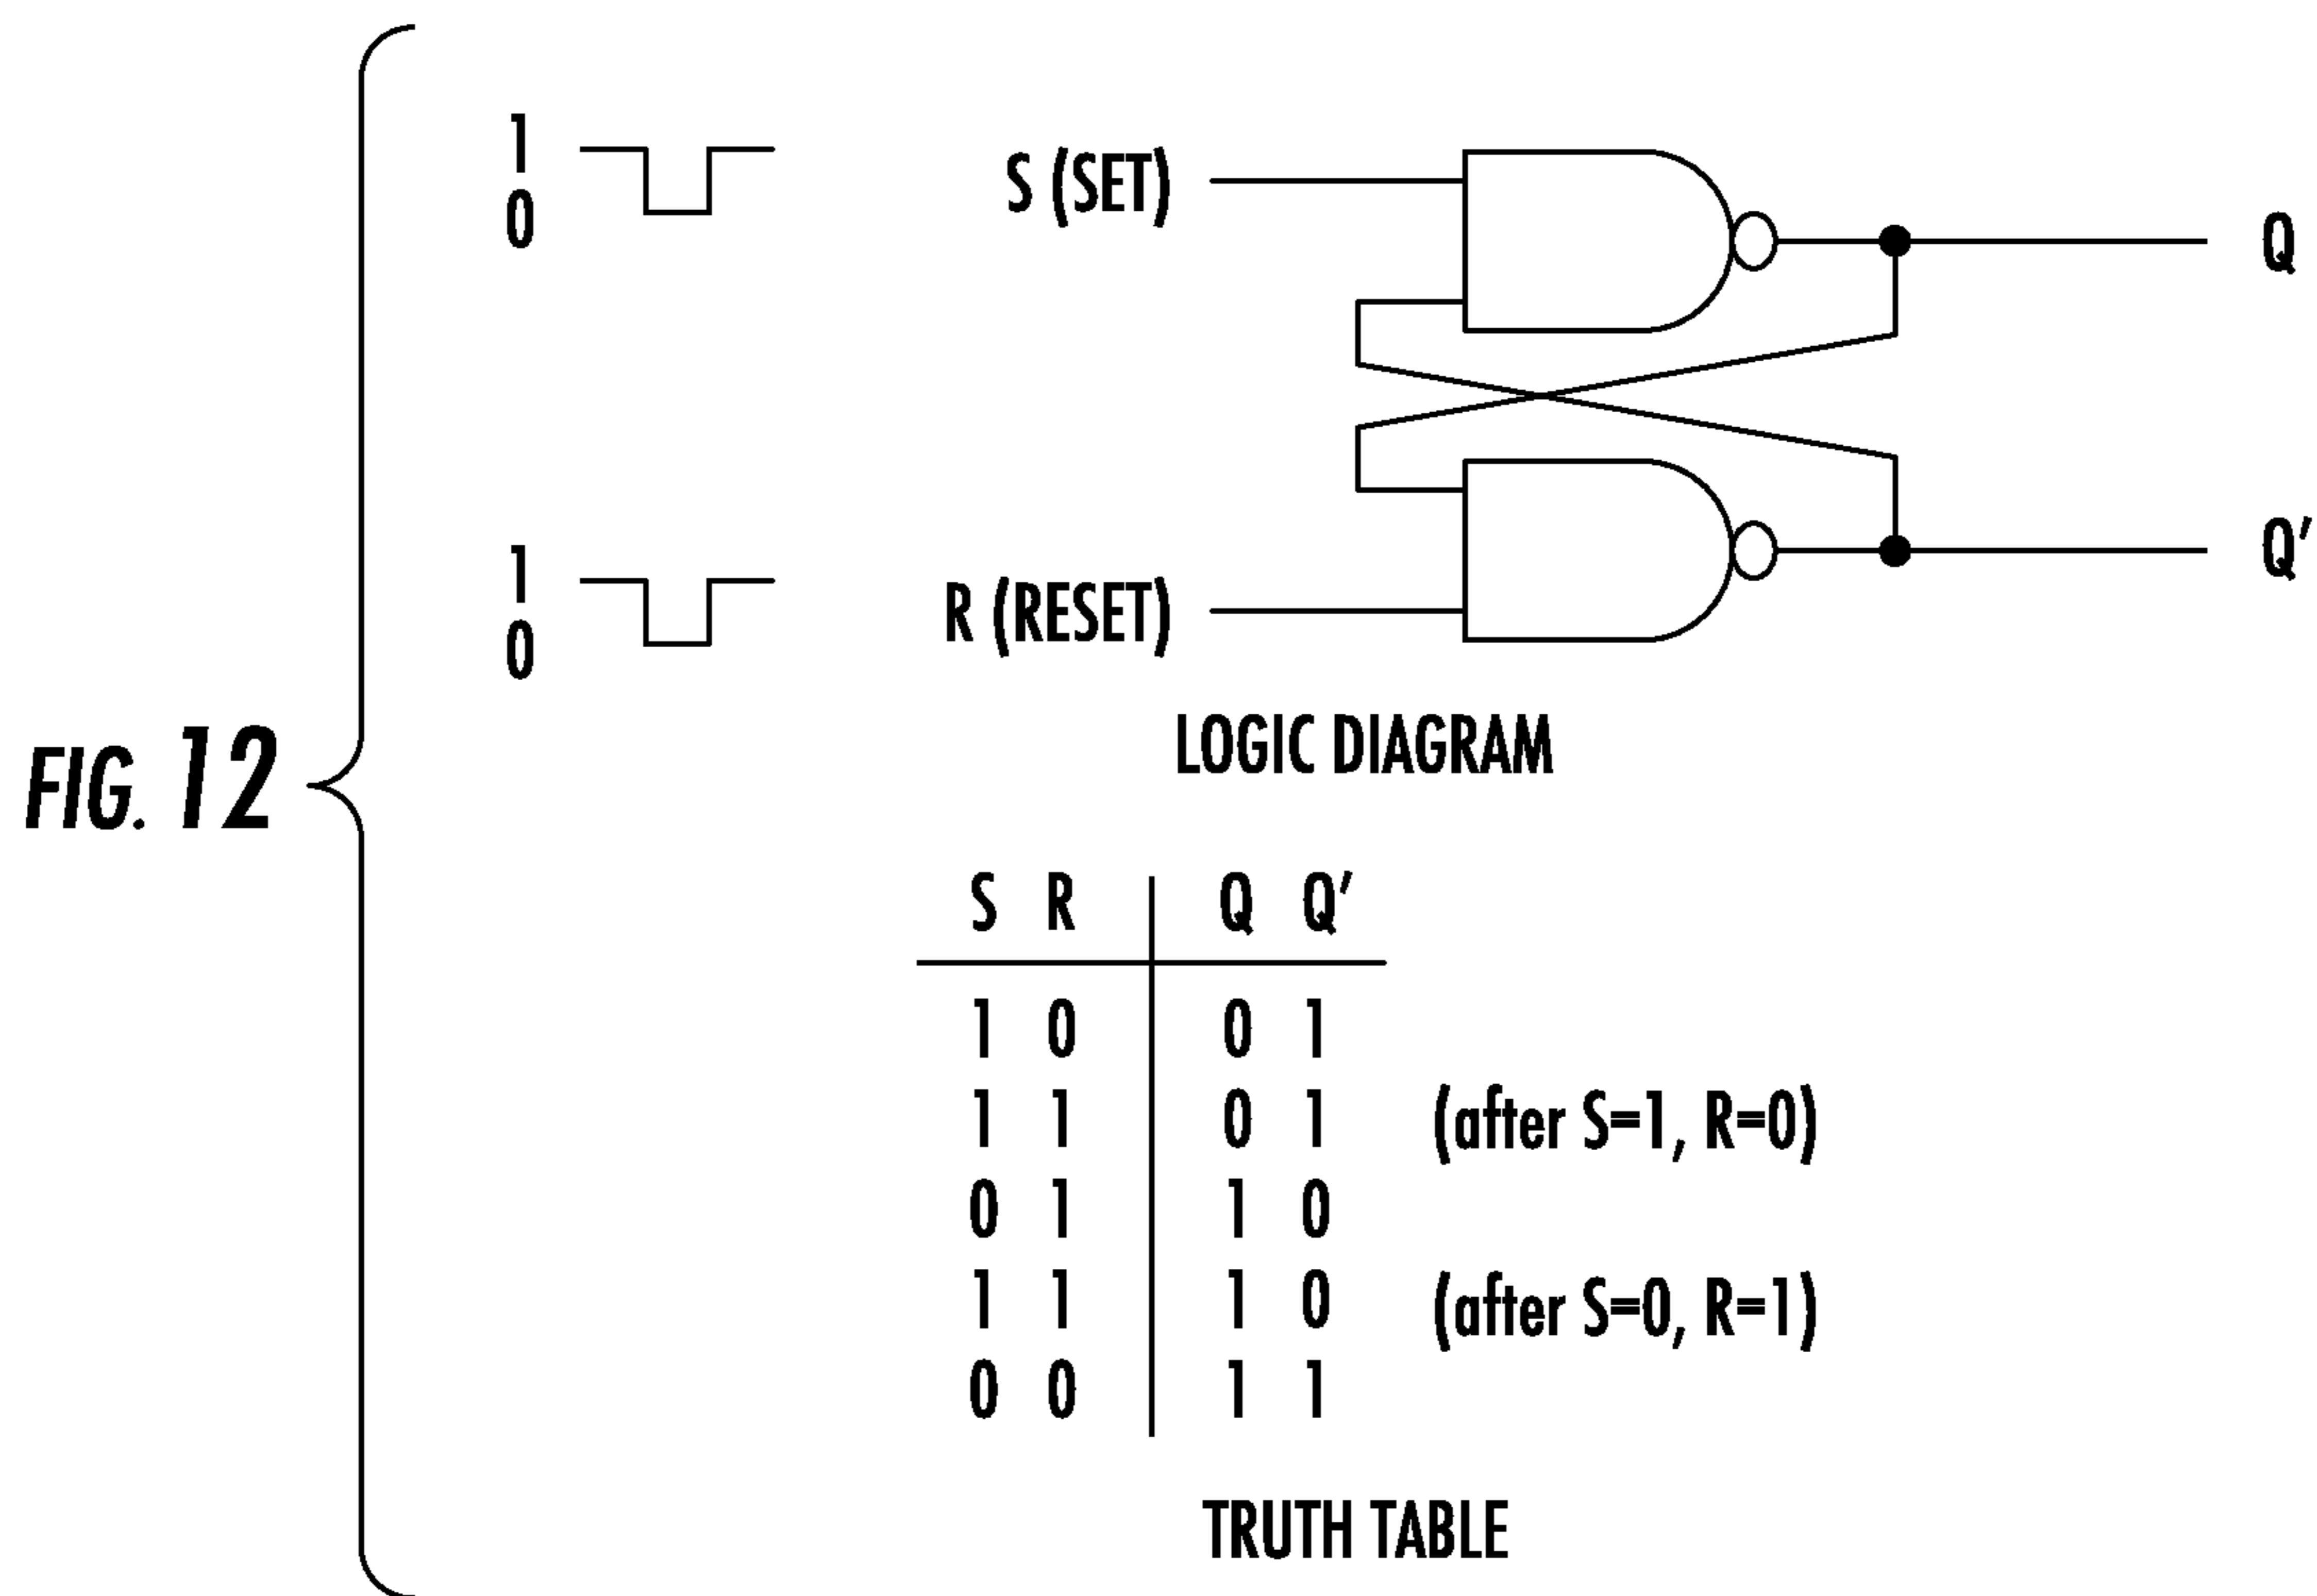 1
0
S (SET)
Q
1
0
R (RESET)
Q′
LOGIC DIAGRAM
FIG. 12
S R Q Q′
1 0 0 1
1 1 0 1 (after S=1, R=0)
0 1 1 0
1 1 1 0 (after S=0, R=1)
0 0 1 1
TRUTH TABLE